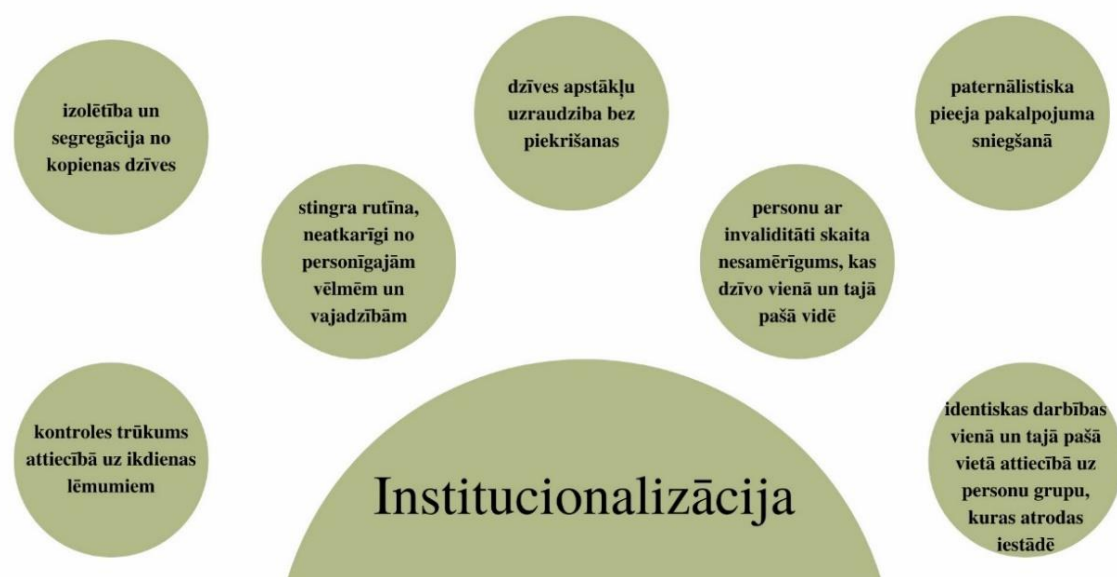 izolētība un
segregācija no
kopienas dzīves
dzīves apstākļu
uzraudziba bez
piekrišanas
paternālistiska
pieeja pakalpojuma
sniegšanā
stingra rutīna,
neatkarīgi no
personīgajām
vēlmēm un
vajadzībām
personu ar
invaliditāti skaita
nesamērīgums, kas
dzīvo vienā un tajā
pašā vidē
kontroles trūkums
attiecībā uz ikdienas
lēmumiem
Institucionalizācija
identiskas darbības
vienā un tajā pašā
vietā attiecībā uz
personu grupu,
kuras atrodas
iestādē